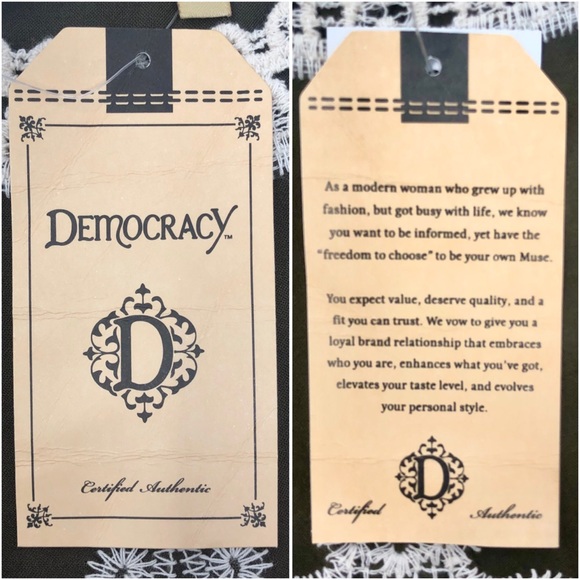 DEMOCRACY™
D
Certified Authentic
As a modern woman who grew up with
fashion, but got busy with life, we know
you want to be informed, yet have the
"freedom to choose" to be your own Muse.
You expect value, deserve quality, and a
fit you can trust. We vow to give you a
loyal brand relationship that embraces
who you are, enhances what you've got,
elevates your taste level, and evolves
your personal style.
D
Certified Authentic